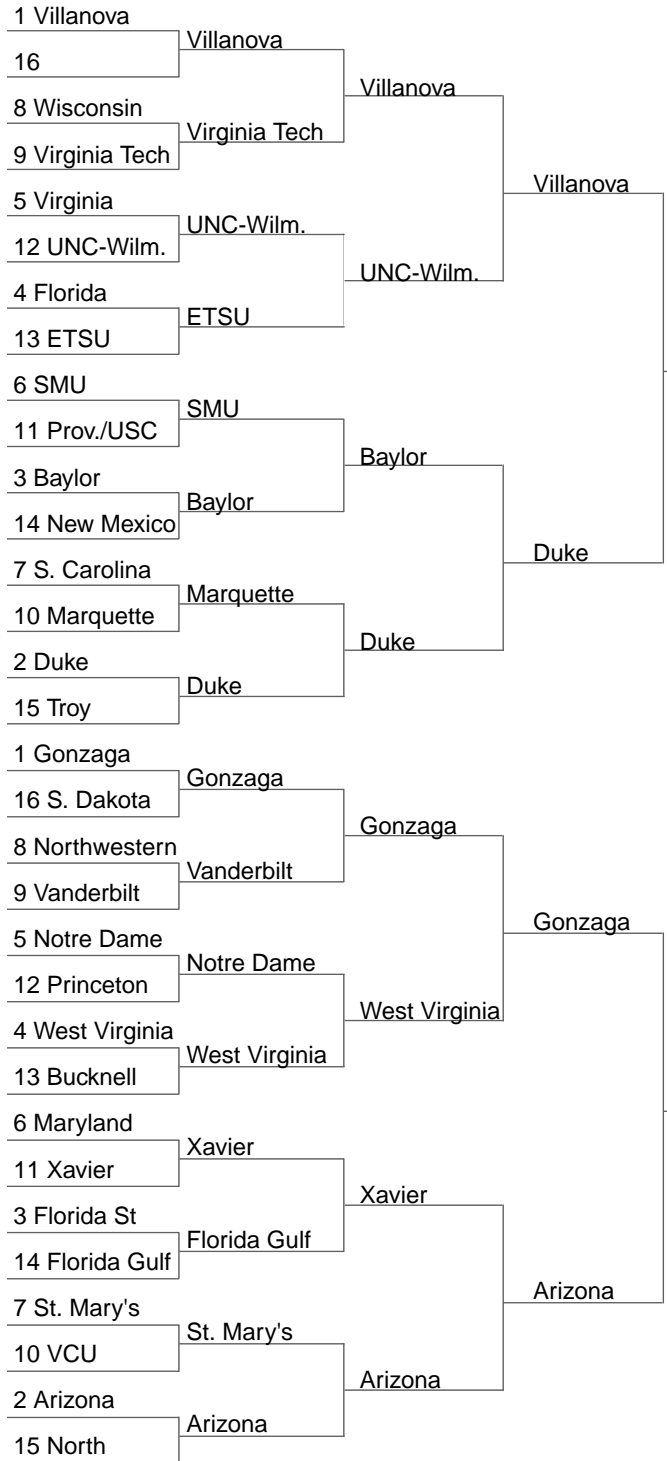 1 Villanova
Villanova
16
Villanova
8 Wisconsin
Virginia Tech
9 Virginia Tech
Villanova
5 Virginia
UNC-Wilm.
12 UNC-Wilm.
UNC-Wilm.
4 Florida
ETSU
13 ETSU
6 SMU
SMU
11 Prov./USC
Baylor
3 Baylor
Baylor
14 New Mexico
Duke
7 S. Carolina
Marquette
10 Marquette
Duke
2 Duke
Duke
15 Troy
1 Gonzaga
Gonzaga
16 S. Dakota
Gonzaga
8 Northwestern
Vanderbilt
9 Vanderbilt
Gonzaga
5 Notre Dame
Notre Dame
12 Princeton
West Virginia
4 West Virginia
West Virginia
13 Bucknell
6 Maryland
Xavier
11 Xavier
Xavier
3 Florida St
Florida Gulf
14 Florida Gulf
Arizona
7 St. Mary's
St. Mary's
10 VCU
Arizona
2 Arizona
Arizona
15 North